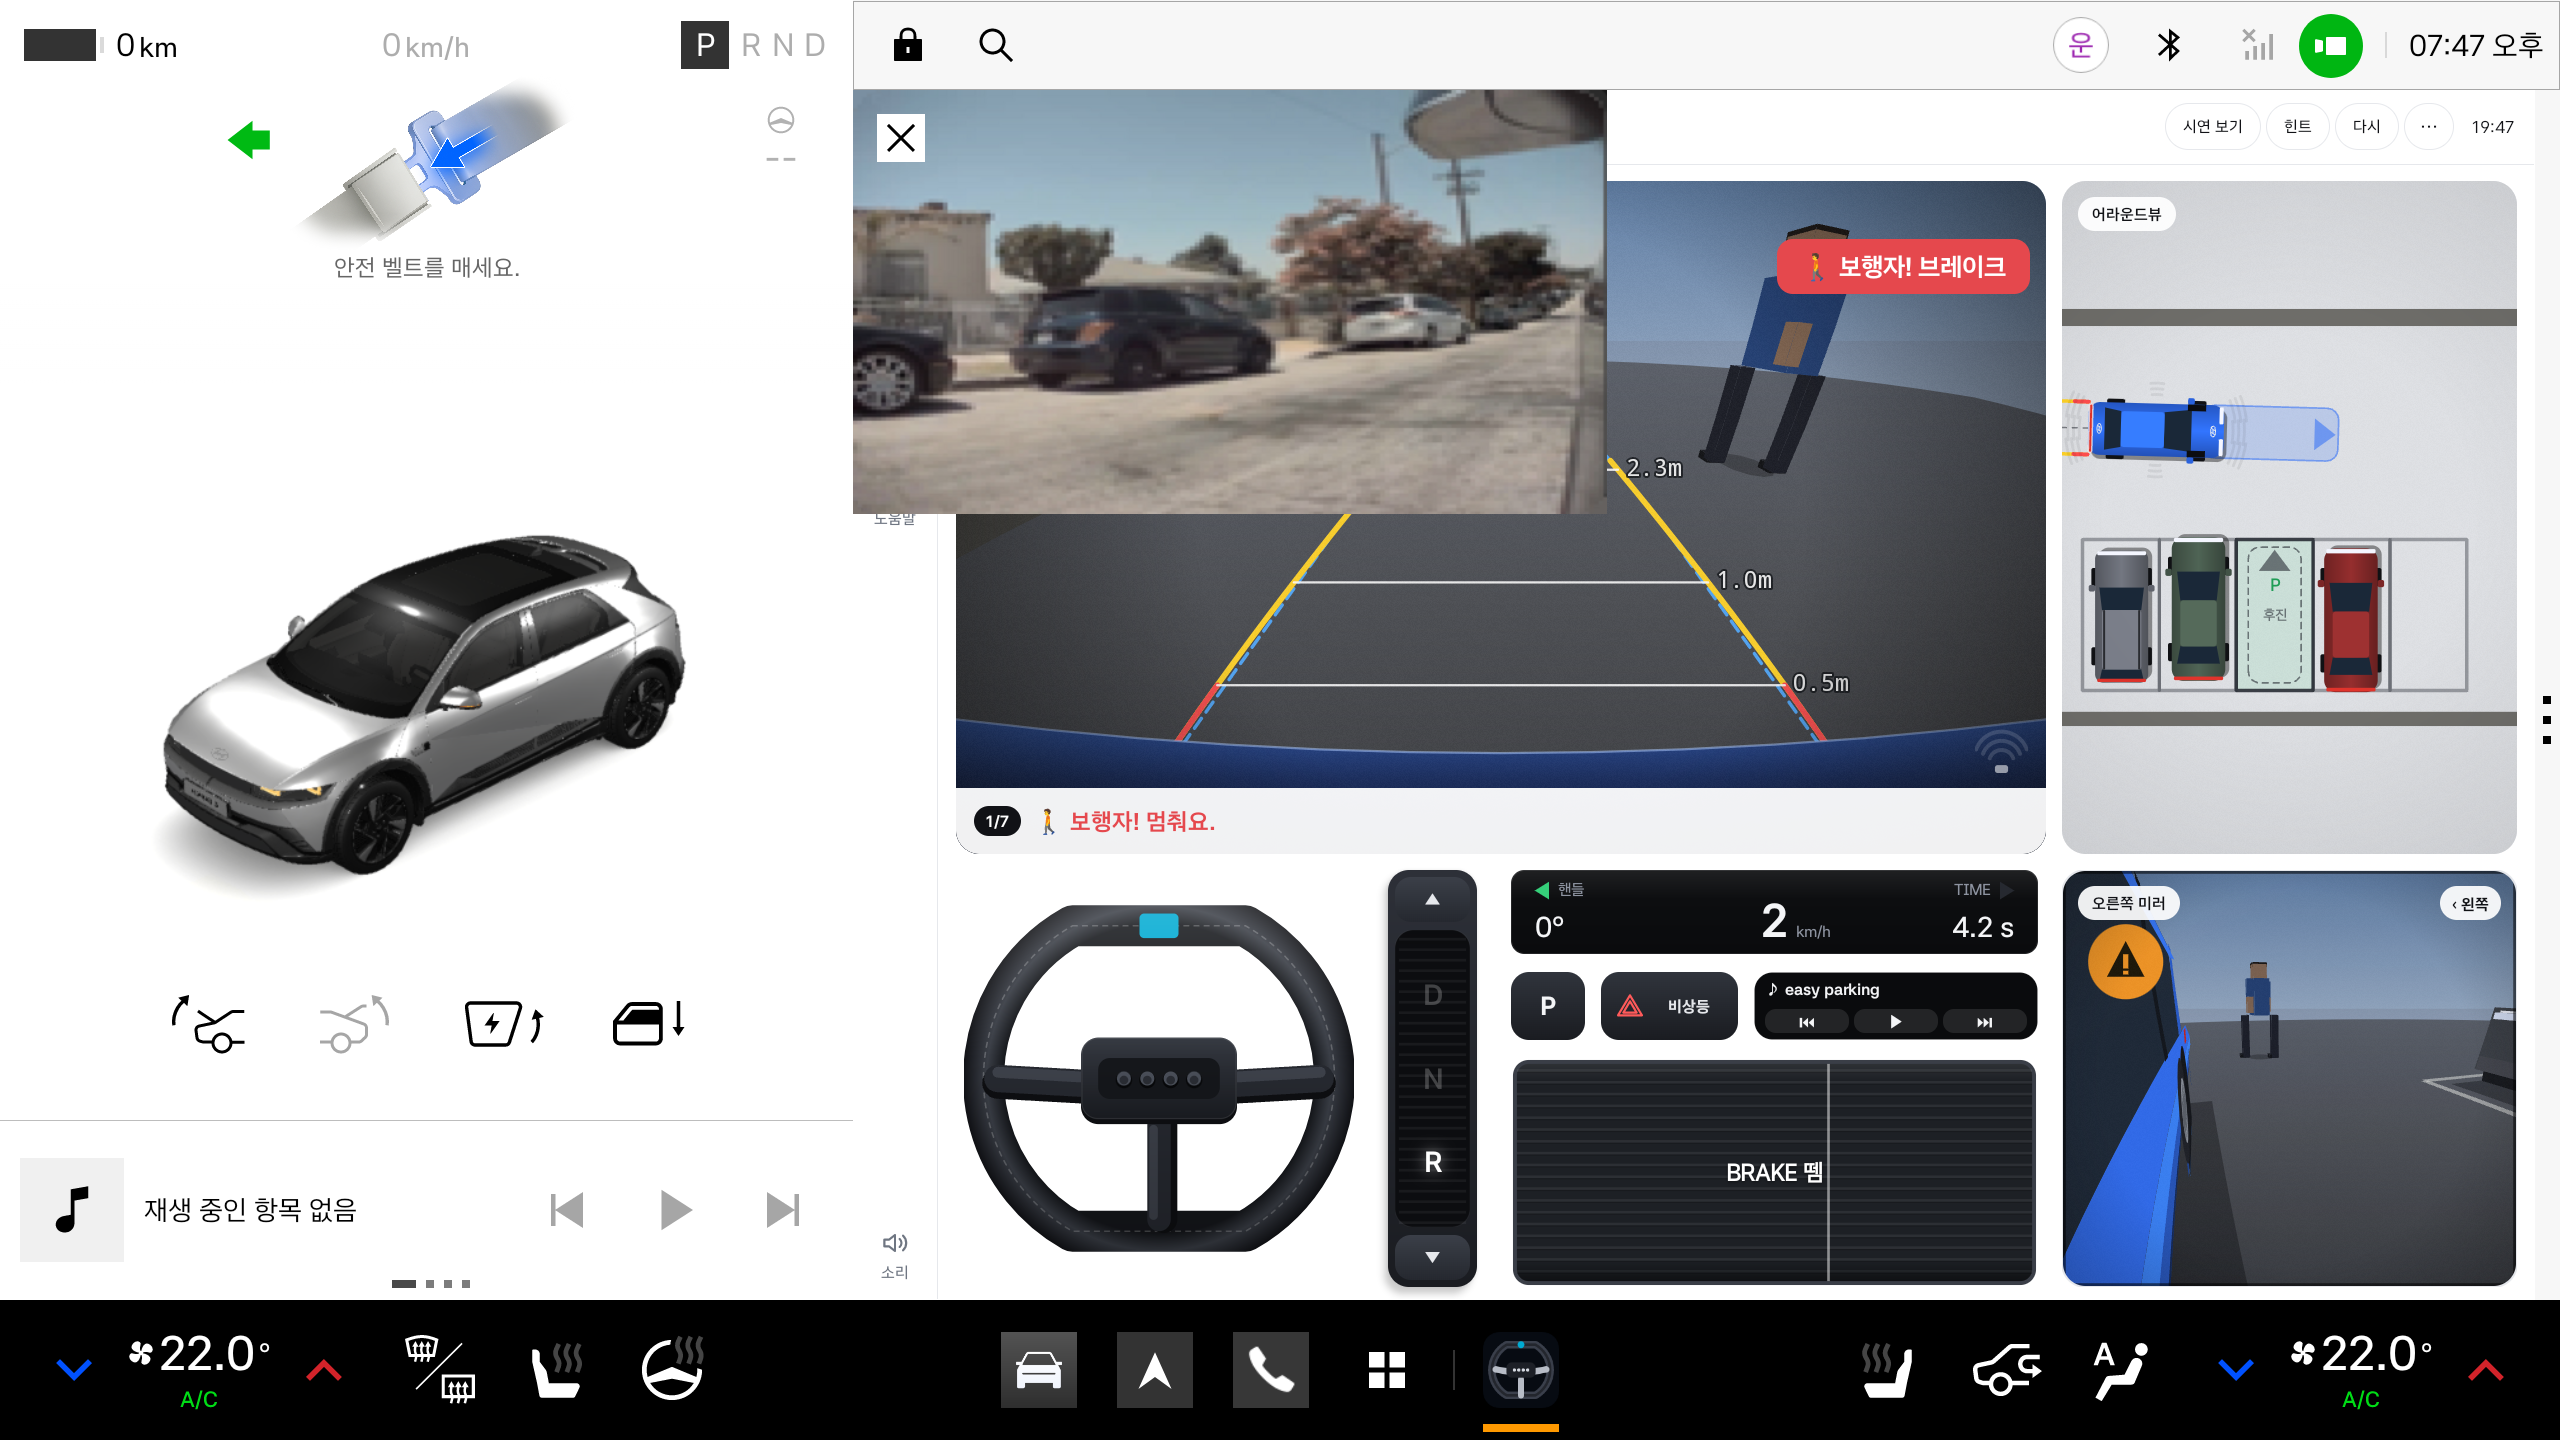 0 km
0 km/h
P R N D
안전 벨트를 매세요.
재생 중인 항목 없음
운
07:47 오후
시연 보기
힌트
다시
...
19:47
보행자! 브레이크
2.3m
1.0m
0.5m
1/7
보행자! 멈춰요.
어라운드뷰
P
후진
도움말
소리
D
N
R
핸들
0°
2 km/h
TIME
4.2 s
P
비상등
easy parking
BRAKE 뗌
오른쪽 미러
‹ 왼쪽
22.0°
A/C
A
22.0°
A/C